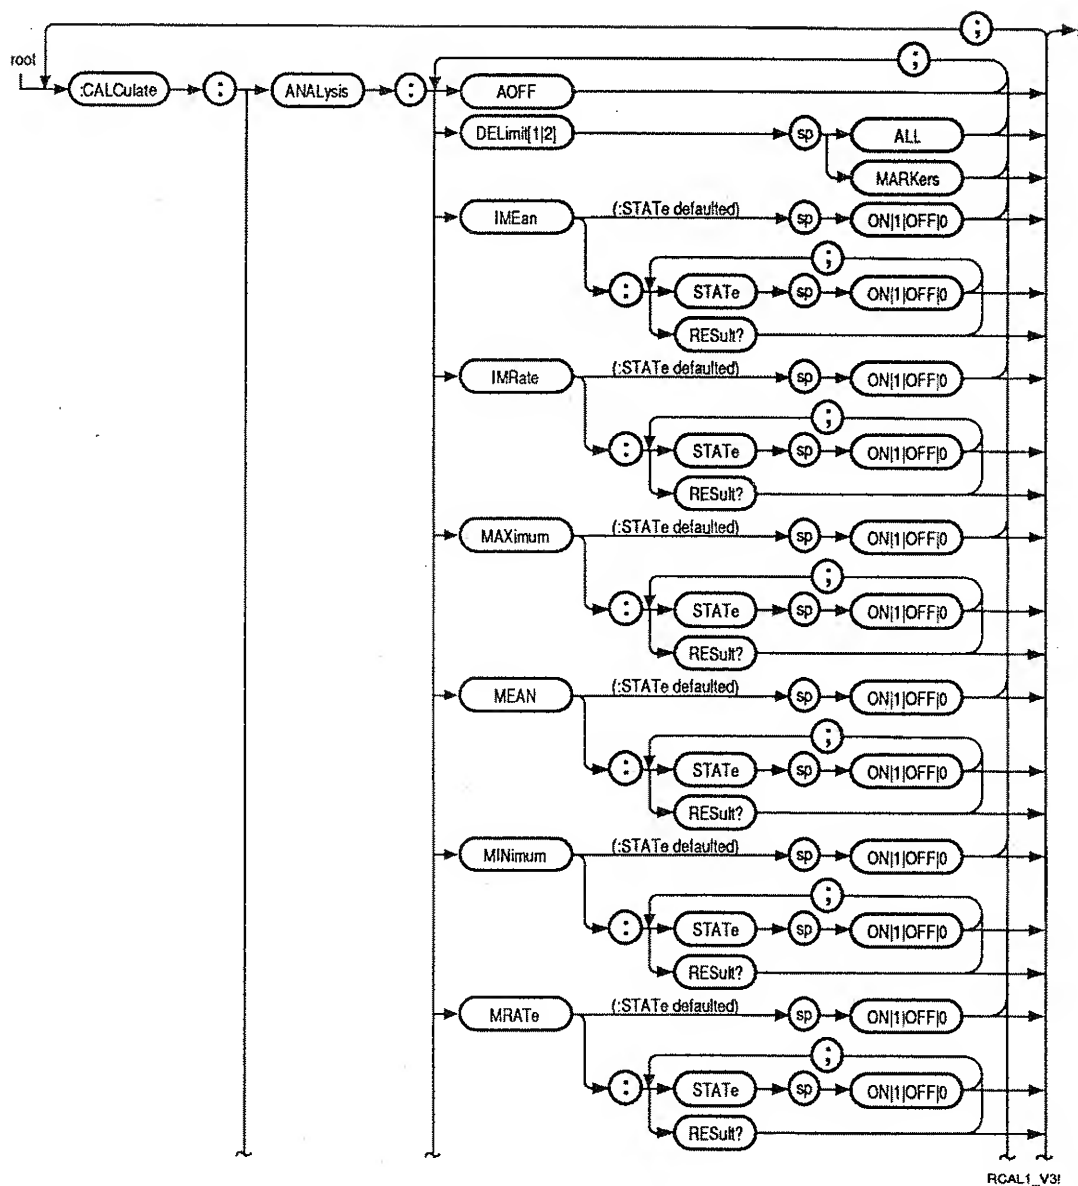 ;
root
;
:CALCulate : ANALysis : AOFF
DELimit[1|2] sp ALL
MARKers
IMEan (:STATe defaulted) sp ON|1|OFF|0
;
: STATe sp ON|1|OFF|0
RESult?
IMRate (:STATe defaulted) sp ON|1|OFF|0
;
: STATe sp ON|1|OFF|0
RESult?
MAXimum (:STATe defaulted) sp ON|1|OFF|0
;
: STATe sp ON|1|OFF|0
RESult?
MEAN (:STATe defaulted) sp ON|1|OFF|0
;
: STATe sp ON|1|OFF|0
RESult?
MINimum (:STATe defaulted) sp ON|1|OFF|0
;
: STATe sp ON|1|OFF|0
RESult?
MRATe (:STATe defaulted) sp ON|1|OFF|0
;
: STATe sp ON|1|OFF|0
RESult?
RCAL1_V3!